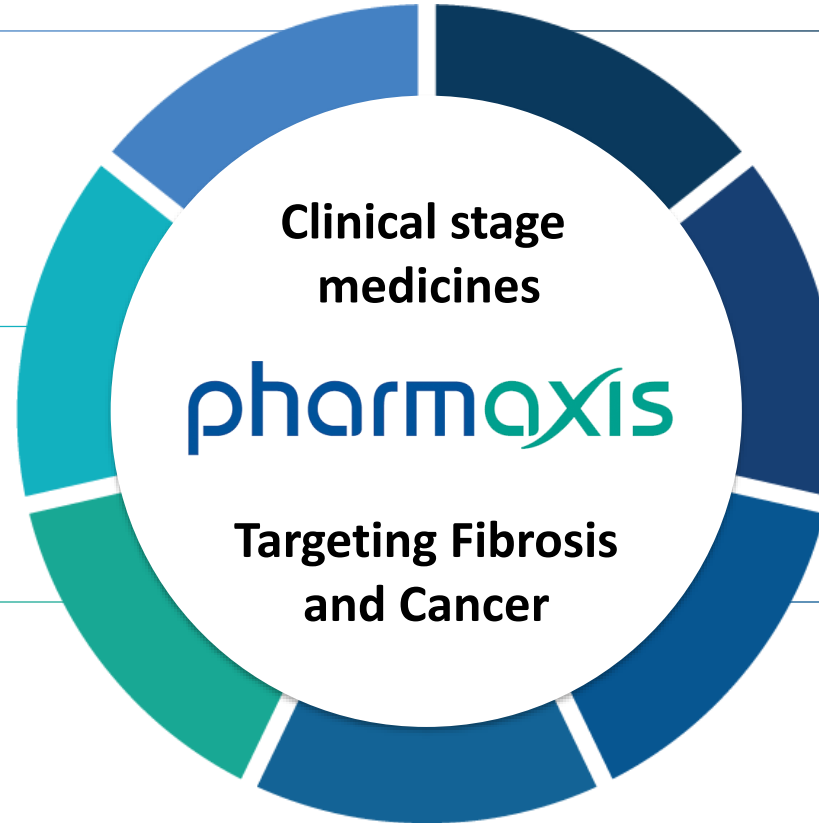 Clinical stage
medicines
pharmaxis
Targeting Fibrosis
and Cancer